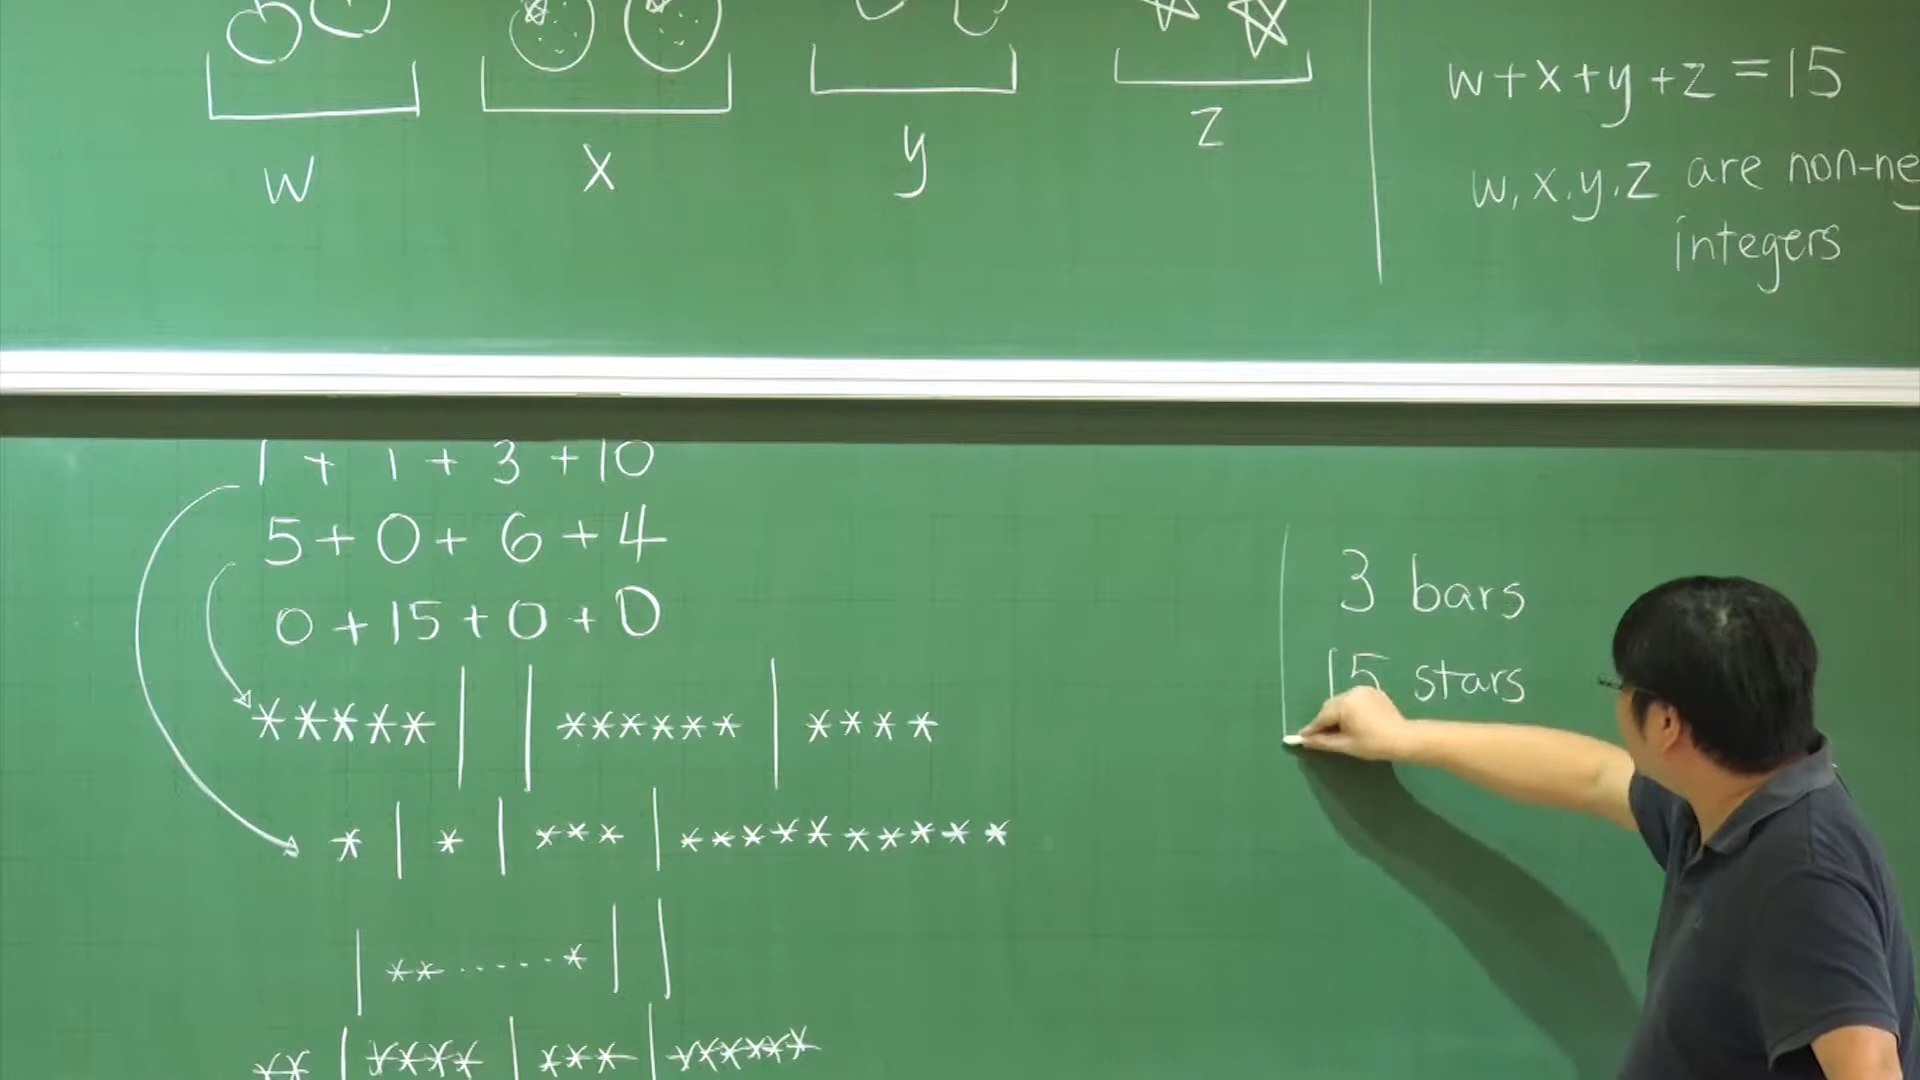 w x y z
w+x+y+z=15
w,x,y,z are non-ne
integers
1 + 1 + 3 + 10
5 + 0 + 6 + 4
0 + 15 + 0 + 0
*****| |******|****
*|*|***|**********
|**......*| |
**|****|***|*****
3 bars
15 stars